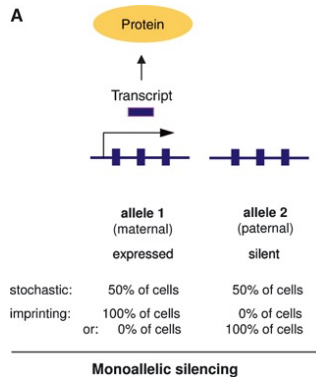 A
Protein
Transcript
allele 1 allele 2
(maternal) (paternal)
expressed silent
stochastic: 50% of cells 50% of cells
imprinting: 100% of cells 0% of cells
or: 0% of cells 100% of cells
Monoallelic silencing